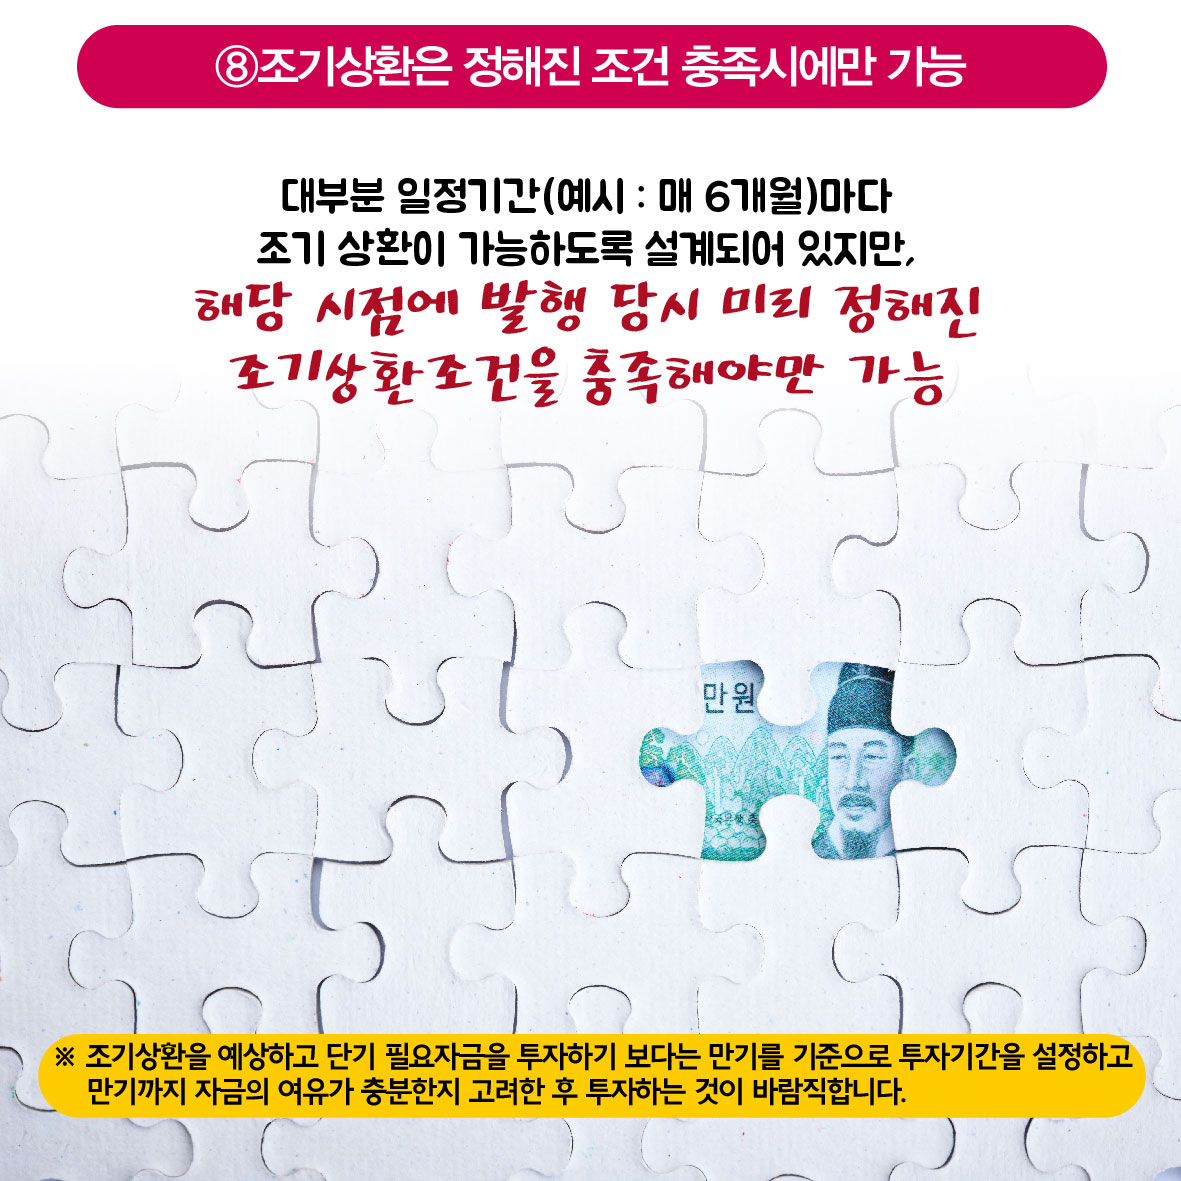 ⑧조기상환은 정해진 조건 충족시에만 가능
대부분 일정기간(예시 : 매 6개월)마다
조기 상환이 가능하도록 설계되어 있지만,
해당 시점에 발행 당시 미리 정해진
조기상환조건을 충족해야만 가능
만원
※ 조기상환을 예상하고 단기 필요자금을 투자하기 보다는 만기를 기준으로 투자기간을 설정하고
만기까지 자금의 여유가 충분한지 고려한 후 투자하는 것이 바람직합니다.